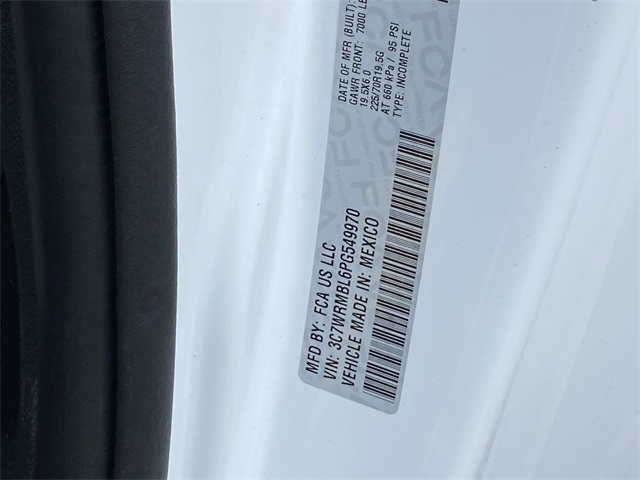 MFD BY: FCA US LLC
VIN: 3C7WRMBL6PG549970
VEHICLE MADE IN: MEXICO
DATE OF MFR (BUILT):
GAWR FRONT: 7000 LB
19.5X6.0
225/70R19.5G
AT 660 kPa / 95 PSI
TYPE: INCOMPLETE
FCA